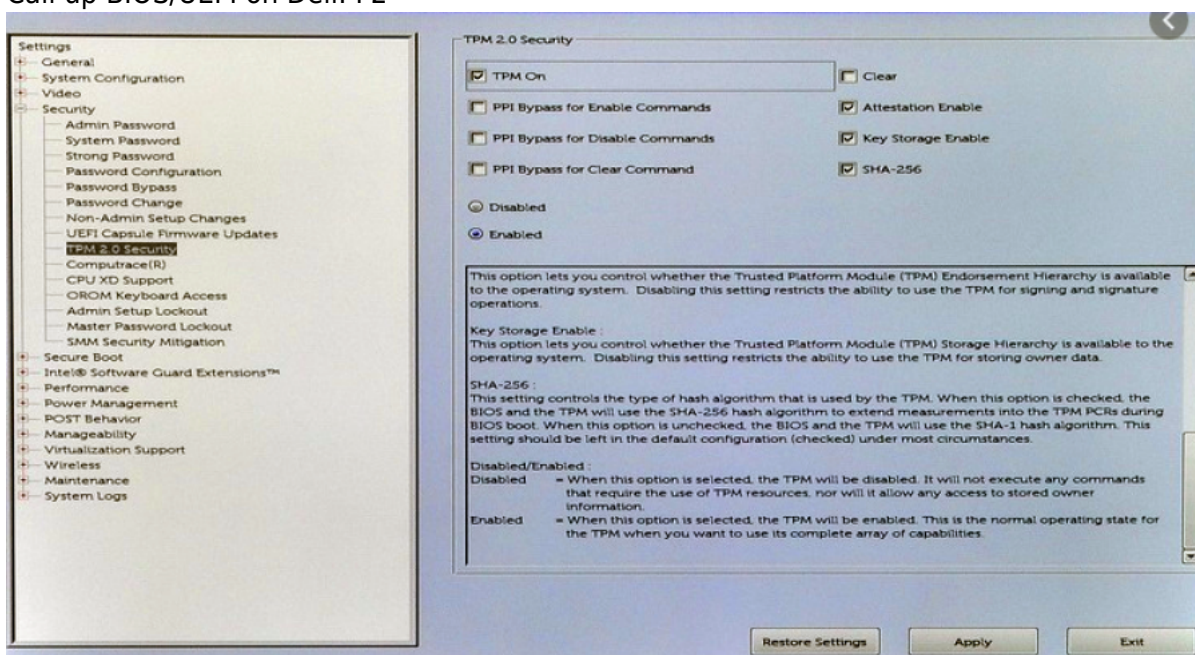 Settings
General
System Configuration
Video
Security
Admin Password
System Password
Strong Password
Password Configuration
Password Bypass
Password Change
Non-Admin Setup Changes
UEFI Capsule Firmware Updates
TPM 2.0 Security
Computrace(R)
CPU XD Support
OROM Keyboard Access
Admin Setup Lockout
Master Password Lockout
SMM Security Mitigation
Secure Boot
Intel® Software Guard Extensions™
Performance
Power Management
POST Behavior
Manageability
Virtualization Support
Wireless
Maintenance
System Logs
TPM 2.0 Security
TPM On
Clear
PPI Bypass for Enable Commands
Attestation Enable
PPI Bypass for Disable Commands
Key Storage Enable
PPI Bypass for Clear Command
SHA-256
Disabled
Enabled
This option lets you control whether the Trusted Platform Module (TPM) Endorsement Hierarchy is available
to the operating system. Disabling this setting restricts the ability to use the TPM for signing and signature
operations.
Key Storage Enable :
This option lets you control whether the Trusted Platform Module (TPM) Storage Hierarchy is available to the
operating system. Disabling this setting restricts the ability to use the TPM for storing owner data.
SHA-256 :
This setting controls the type of hash algorithm that is used by the TPM. When this option is checked, the
BIOS and the TPM will use the SHA-256 hash algorithm to extend measurements into the TPM PCRs during
BIOS boot. When this option is unchecked, the BIOS and the TPM will use the SHA-1 hash algorithm. This
setting should be left in the default configuration (checked) under most circumstances.
Disabled/Enabled :
Disabled = When this option is selected, the TPM will be disabled. It will not execute any commands
that require the use of TPM resources, nor will it allow any access to stored owner
information.
Enabled = When this option is selected, the TPM will be enabled. This is the normal operating state for
the TPM when you want to use its complete array of capabilities.
Restore Settings
Apply
Exit